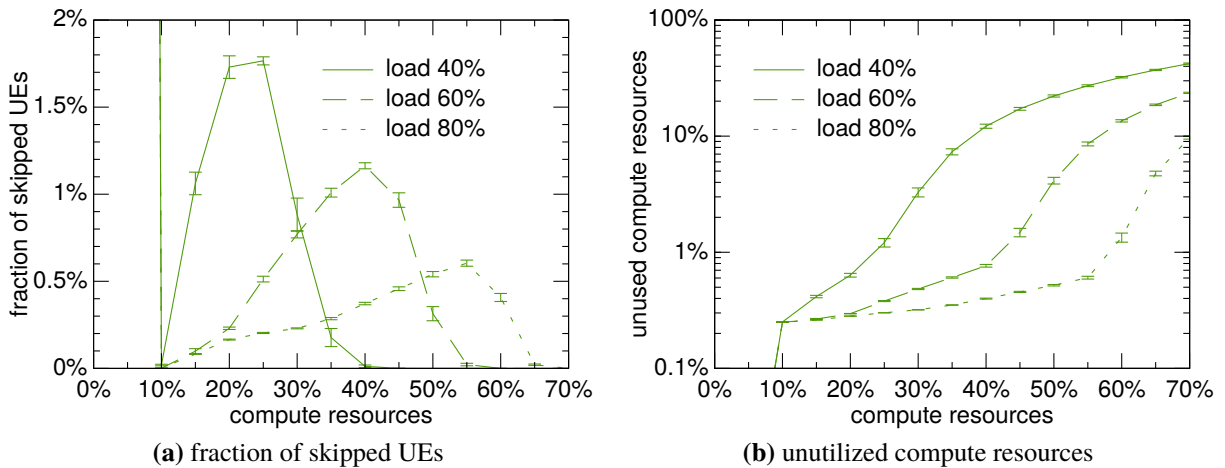 2%
1.5%
1%
0.5%
0%
fraction of skipped UEs
load 40%
load 60%
load 80%
0% 10% 20% 30% 40% 50% 60% 70%
compute resources
(a) fraction of skipped UEs
100%
10%
1%
0.1%
unused compute resources
load 40%
load 60%
load 80%
0% 10% 20% 30% 40% 50% 60% 70%
compute resources
(b) unutilized compute resources